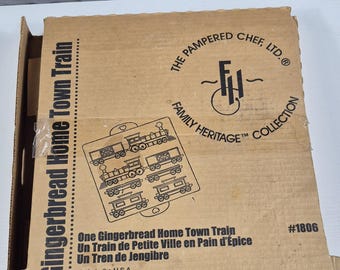 Gingerbread Home Town Train
THE PAMPERED CHEF, LTD.®
FH
FAMILY HERITAGE™ COLLECTION
One Gingerbread Home Town Train
Un Train de Petite Ville en Pain d'Épice
Un Tren de Jengibre
#1806